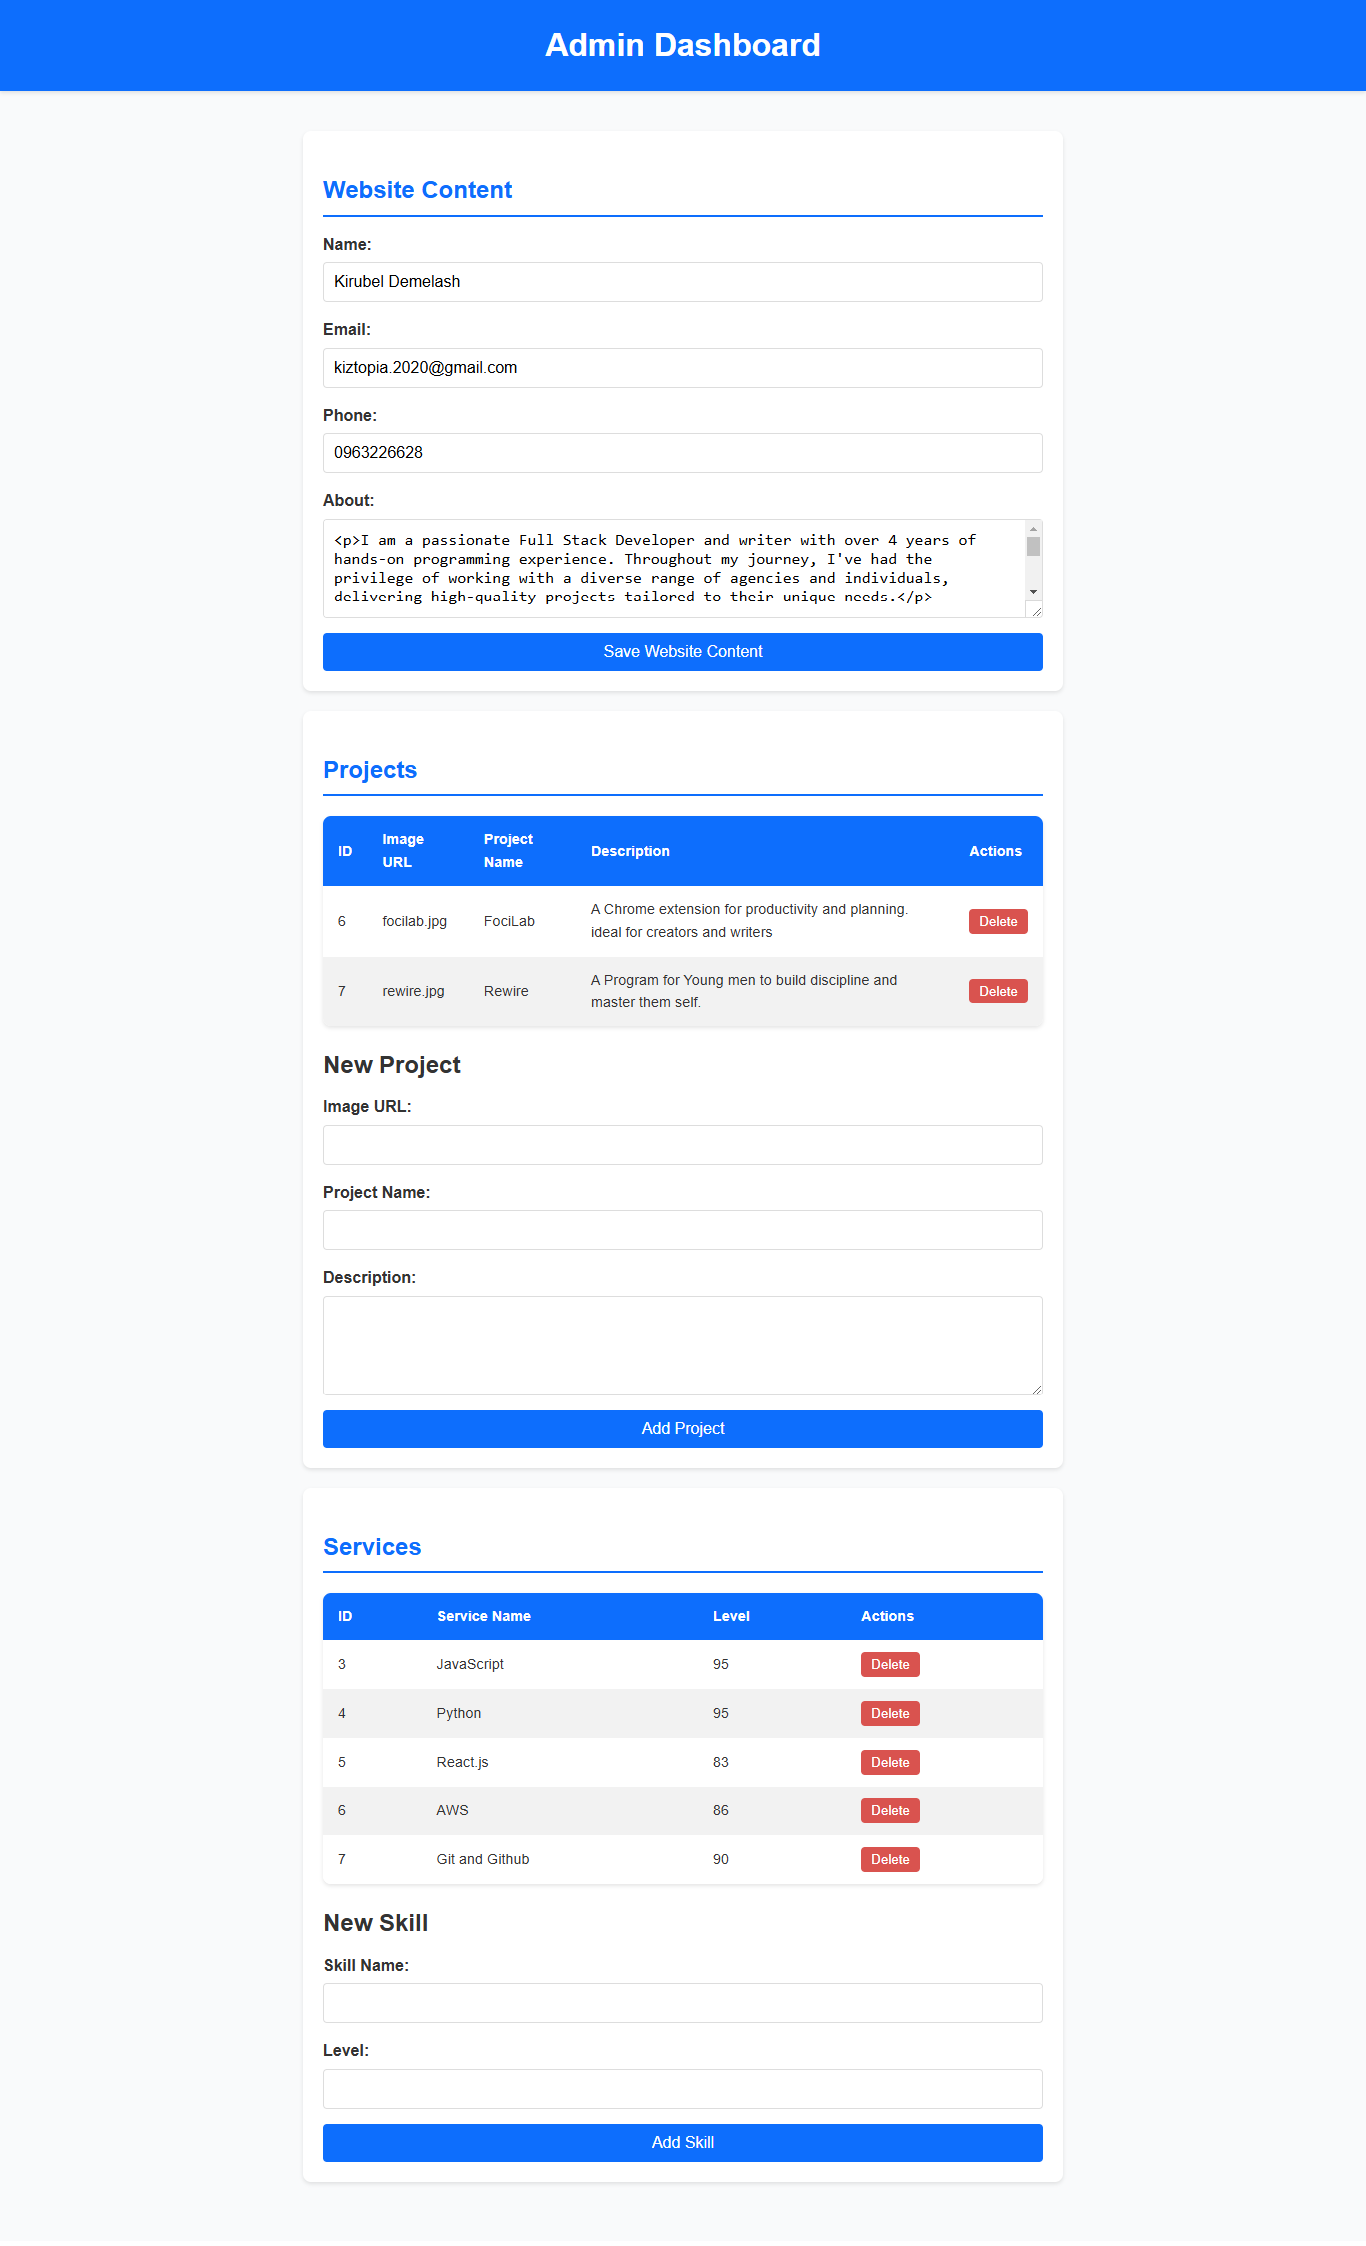 Admin Dashboard
Website Content
Name:
Kirubel Demelash
Email:
kiztopia.2020@gmail.com
Phone:
0963226628
About:
<p>I am a passionate Full Stack Developer and writer with over 4 years of
hands-on programming experience. Throughout my journey, I've had the
privilege of working with a diverse range of agencies and individuals,
delivering high-quality projects tailored to their unique needs.</p>
Save Website Content
Projects
ID Image URL Project Name Description Actions
6 focilab.jpg FociLab A Chrome extension for productivity and planning. Delete
ideal for creators and writers
7 rewire.jpg Rewire A Program for Young men to build discipline and Delete
master them self.
New Project
Image URL:
Project Name:
Description:
Add Project
Services
ID Service Name Level Actions
3 JavaScript 95 Delete
4 Python 95 Delete
5 React.js 83 Delete
6 AWS 86 Delete
7 Git and Github 90 Delete
New Skill
Skill Name:
Level:
Add Skill